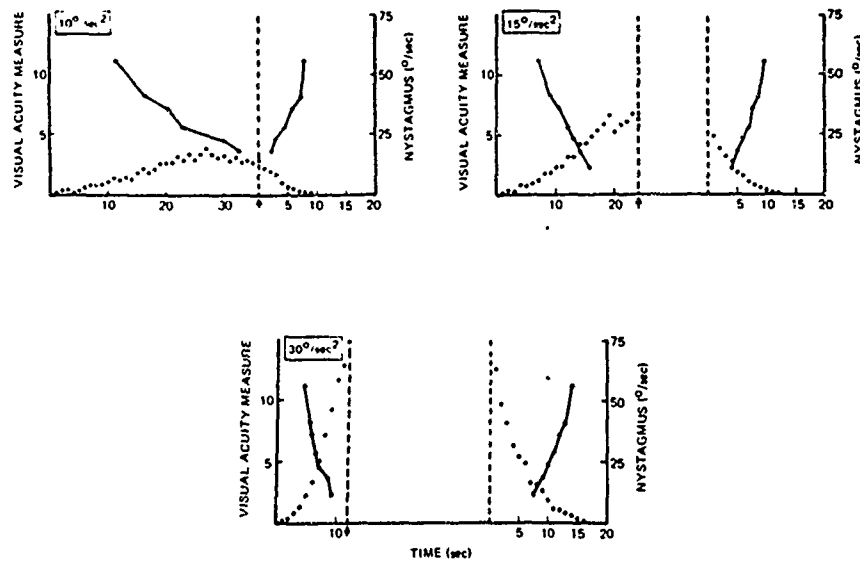 10° sec²
VISUAL ACUITY MEASURE
10
5
75
50
25
NYSTAGMUS (°/sec)
10 20 30 5 10 15 20
15°/sec²
VISUAL ACUITY MEASURE
10
5
75
50
25
NYSTAGMUS (°/sec)
10 20 5 10 15 20
30°/sec²
VISUAL ACUITY MEASURE
10
5
75
50
25
NYSTAGMUS (°/sec)
10 5 10 15 20
TIME (sec)